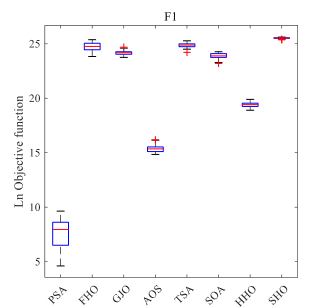 F1
Ln Objective function
25
20
15
10
5
PSA
FHO
GJO
AOS
TSA
SOA
HHO
SHO